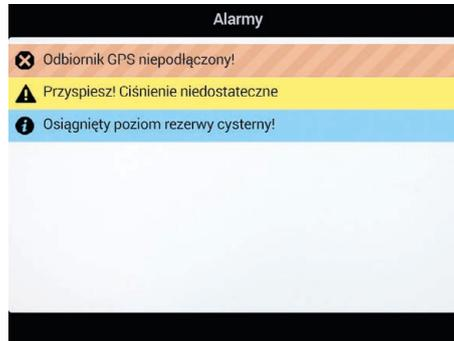 Alarmy
Odbiornik GPS niepodłączony!
Przyspiesz! Ciśnienie niedostateczne
Osiągnięty poziom rezerwy cysterny!